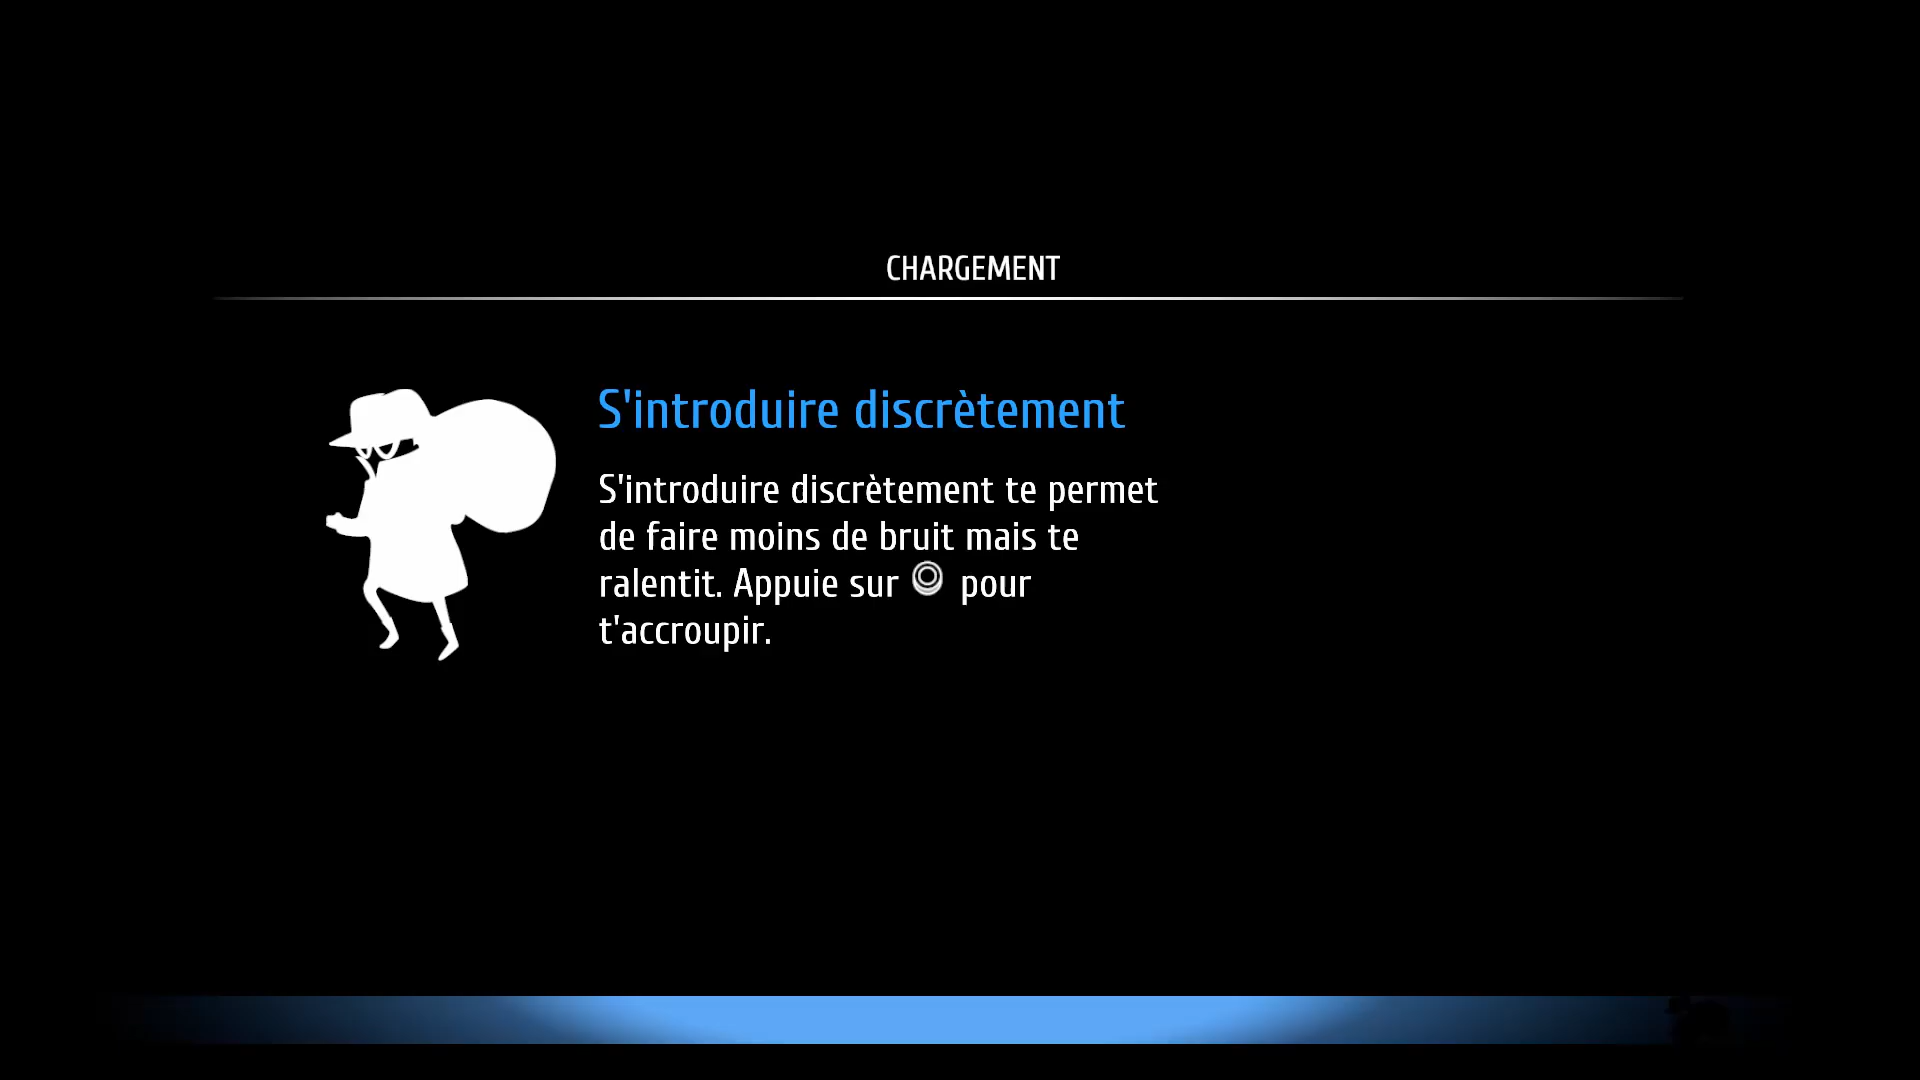 CHARGEMENT
S'introduire discrètement
S'introduire discrètement te permet
de faire moins de bruit mais te
ralentit. Appuie sur pour
t'accroupir.